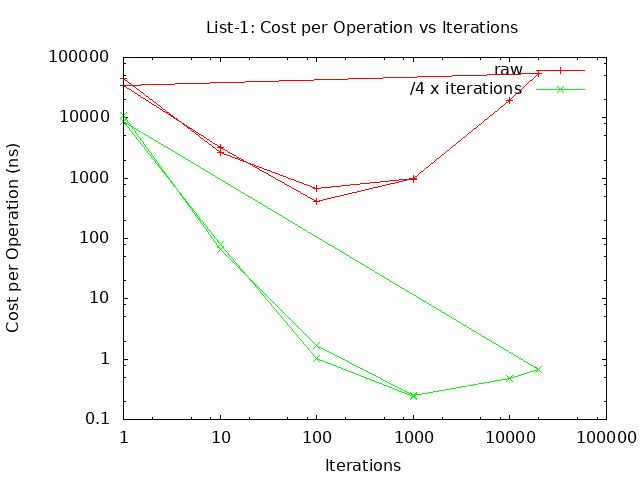 List-1: Cost per Operation vs Iterations
raw
/4 x iterations
Cost per Operation (ns)
100000
10000
1000
100
10
1
0.1
1 10 100 1000 10000 100000
Iterations